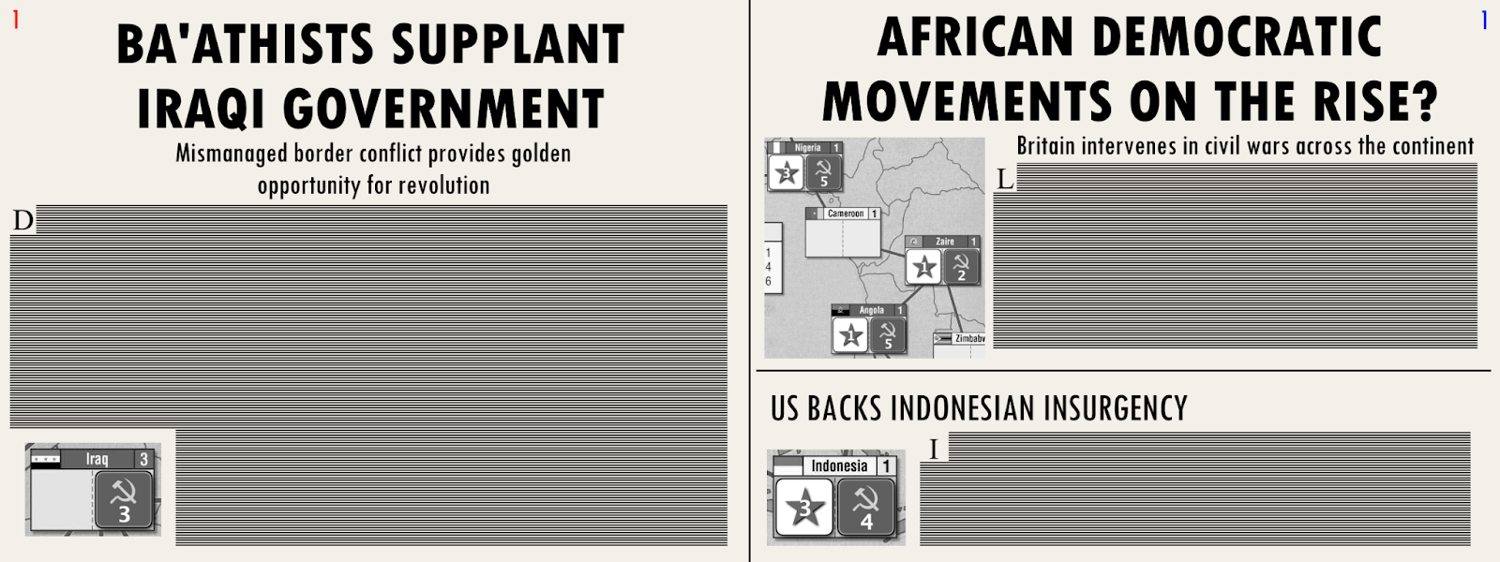 1
BA'ATHISTS SUPPLANT
IRAQI GOVERNMENT
Mismanaged border conflict provides golden
opportunity for revolution
D
Iraq 3
3
1
AFRICAN DEMOCRATIC
MOVEMENTS ON THE RISE?
Britain intervenes in civil wars across the continent
Nigeria 1
3 5
Cameroon 1
Zaire 1
1 2
1
4
6
Angola 1
1 5
Zimbabw
L
US BACKS INDONESIAN INSURGENCY
Indonesia 1
3 4
I